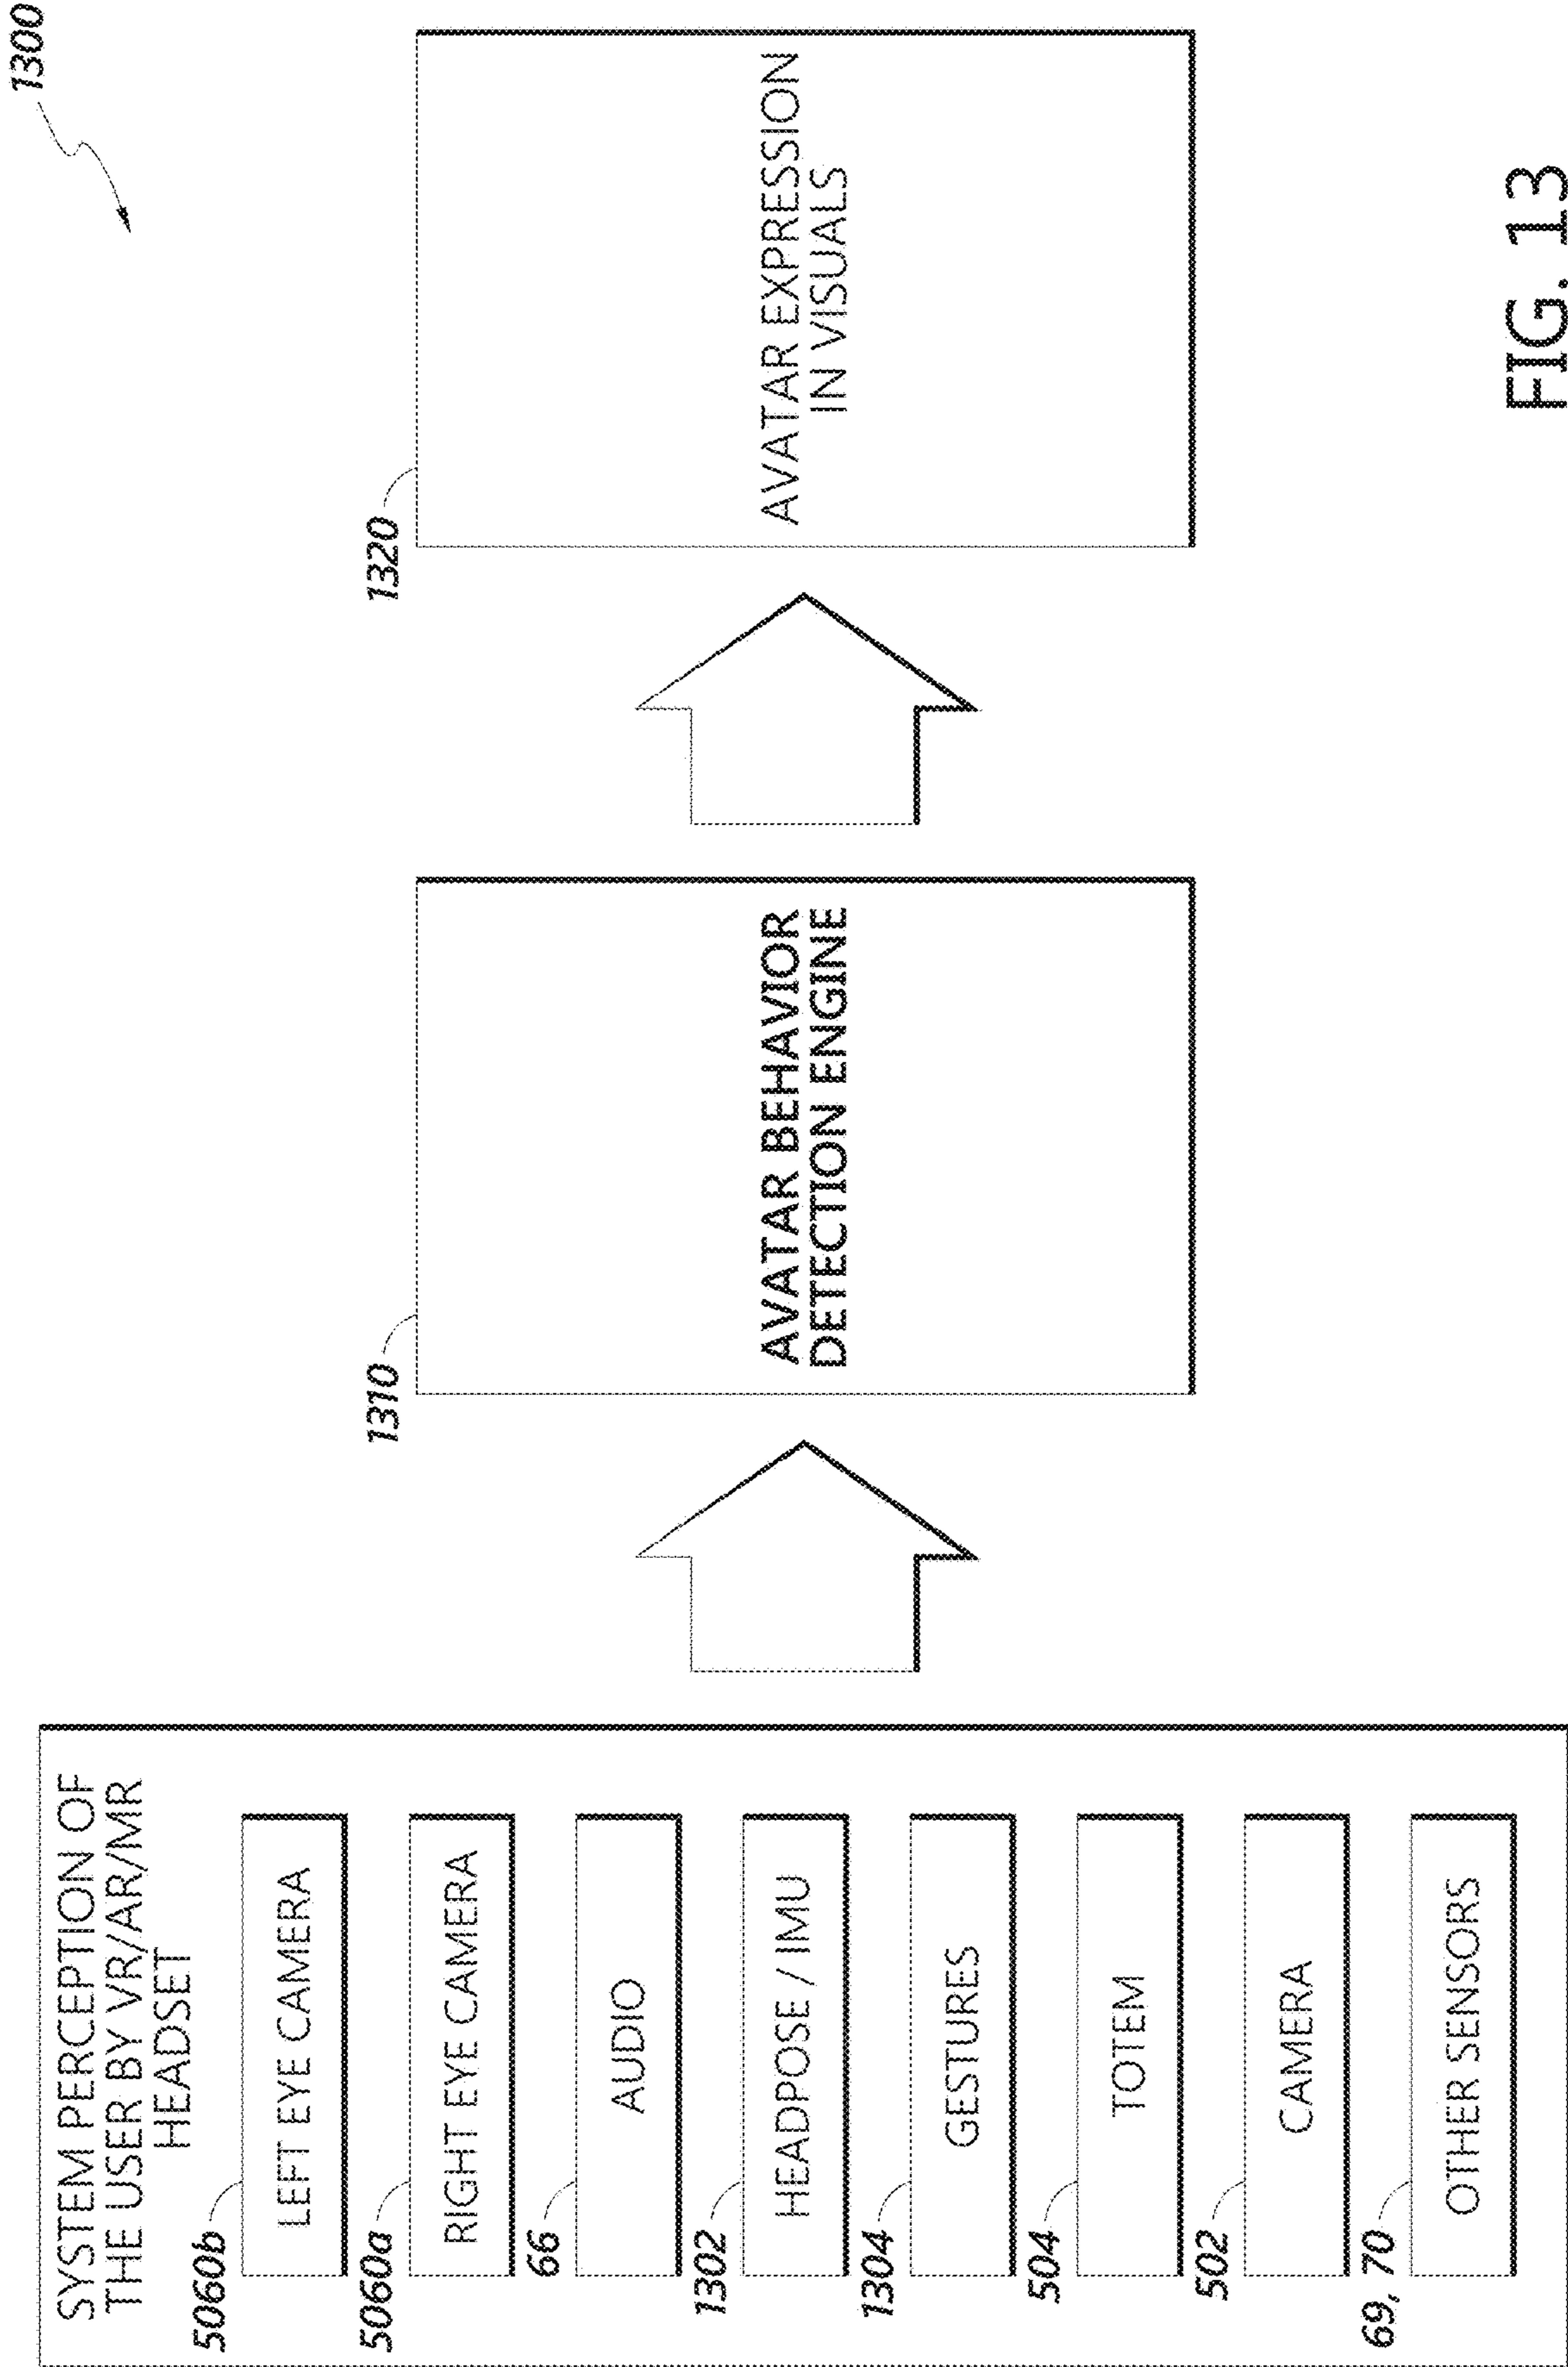 1300
SYSTEM PERCEPTION OF
THE USER BY VR/AR/MR
HEADSET
5060b
LEFT EYE CAMERA
5060a
RIGHT EYE CAMERA
66
AUDIO
1302
HEADPOSE / IMU
1304
GESTURES
504
TOTEM
502
CAMERA
69, 70
OTHER SENSORS
1310
AVATAR BEHAVIOR
DETECTION ENGINE
1320
AVATAR EXPRESSION
IN VISUALS
FIG. 13